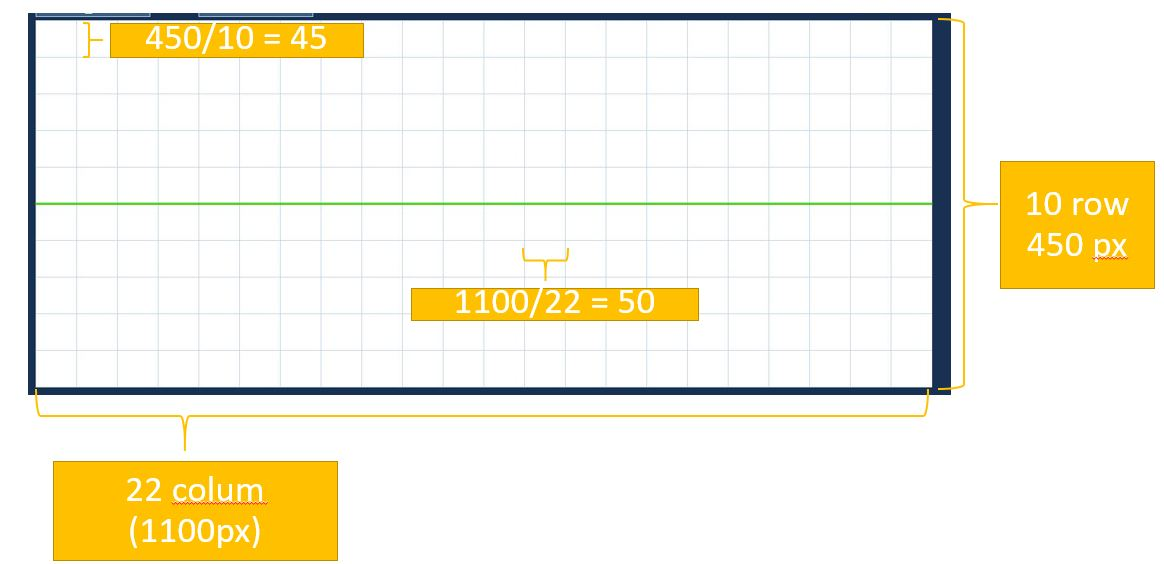 450/10 = 45
10 row
450 px
1100/22 = 50
22 colum
(1100px)